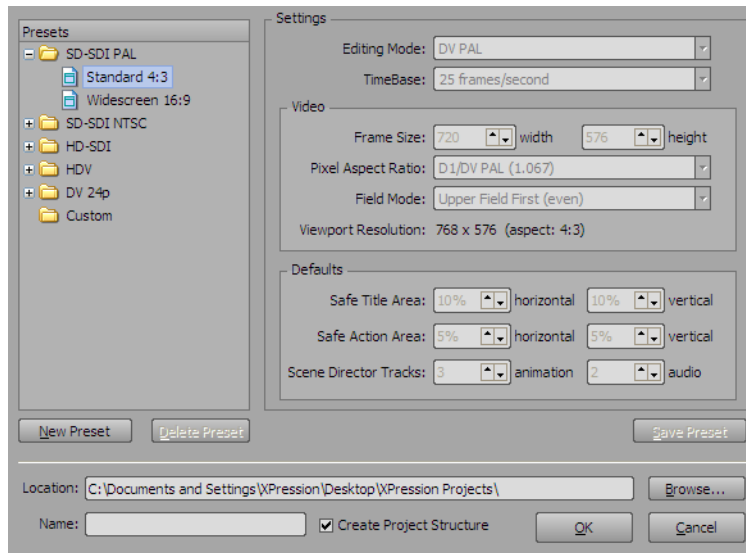 Presets
SD-SDI PAL
Standard 4:3
Widescreen 16:9
SD-SDI NTSC
HD-SDI
HDV
DV 24p
Custom
New Preset
Delete Preset
Settings
Editing Mode: DV PAL
TimeBase: 25 frames/second
Video
Frame Size: 720 width 576 height
Pixel Aspect Ratio: D1/DV PAL (1.067)
Field Mode: Upper Field First (even)
Viewport Resolution: 768 x 576 (aspect: 4:3)
Defaults
Safe Title Area: 10% horizontal 10% vertical
Safe Action Area: 5% horizontal 5% vertical
Scene Director Tracks: 3 animation 2 audio
Save Preset
Location: C:\Documents and Settings\XPression\Desktop\XPression Projects\ Browse...
Name: Create Project Structure OK Cancel